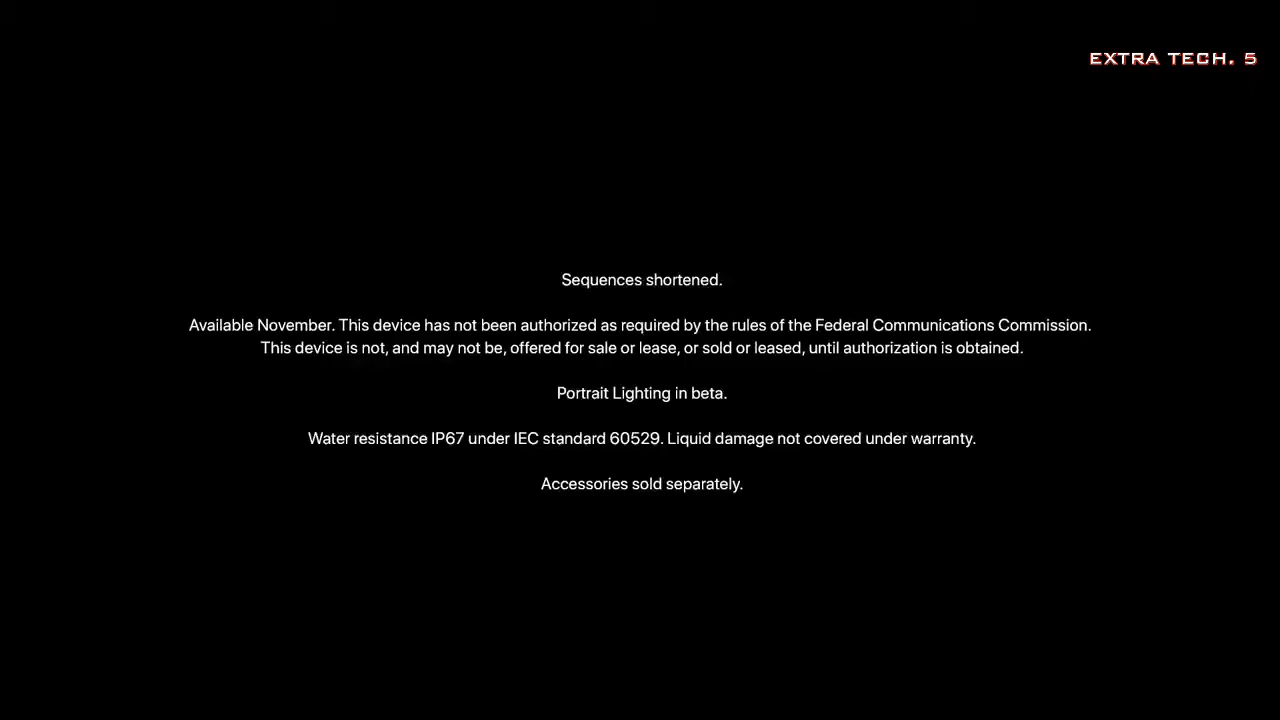 EXTRA TECH. 5
Sequences shortened.
Available November. This device has not been authorized as required by the rules of the Federal Communications Commission.
This device is not, and may not be, offered for sale or lease, or sold or leased, until authorization is obtained.
Portrait Lighting in beta.
Water resistance IP67 under IEC standard 60529. Liquid damage not covered under warranty.
Accessories sold separately.